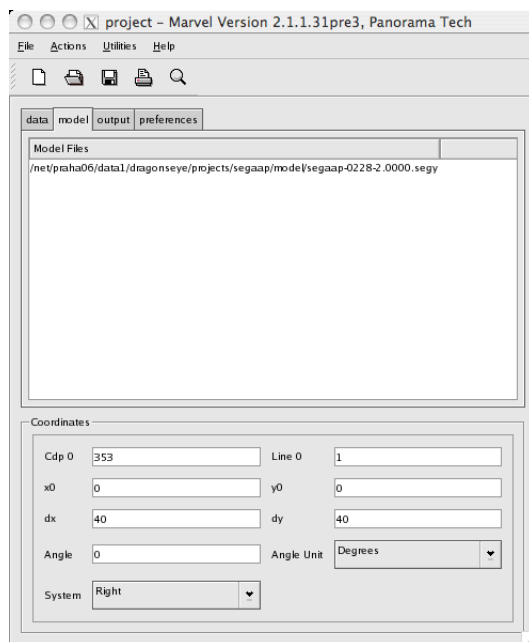 project – Marvel Version 2.1.1.31pre3, Panorama Tech
File Actions Utilities Help
data model output preferences
Model Files
/net/praha06/data1/dragonseye/projects/segaap/model/segaap-0228-2.0000.segy
Coordinates
Cdp 0 353 Line 0 1
x0 0 y0 0
dx 40 dy 40
Angle 0 Angle Unit Degrees
System Right